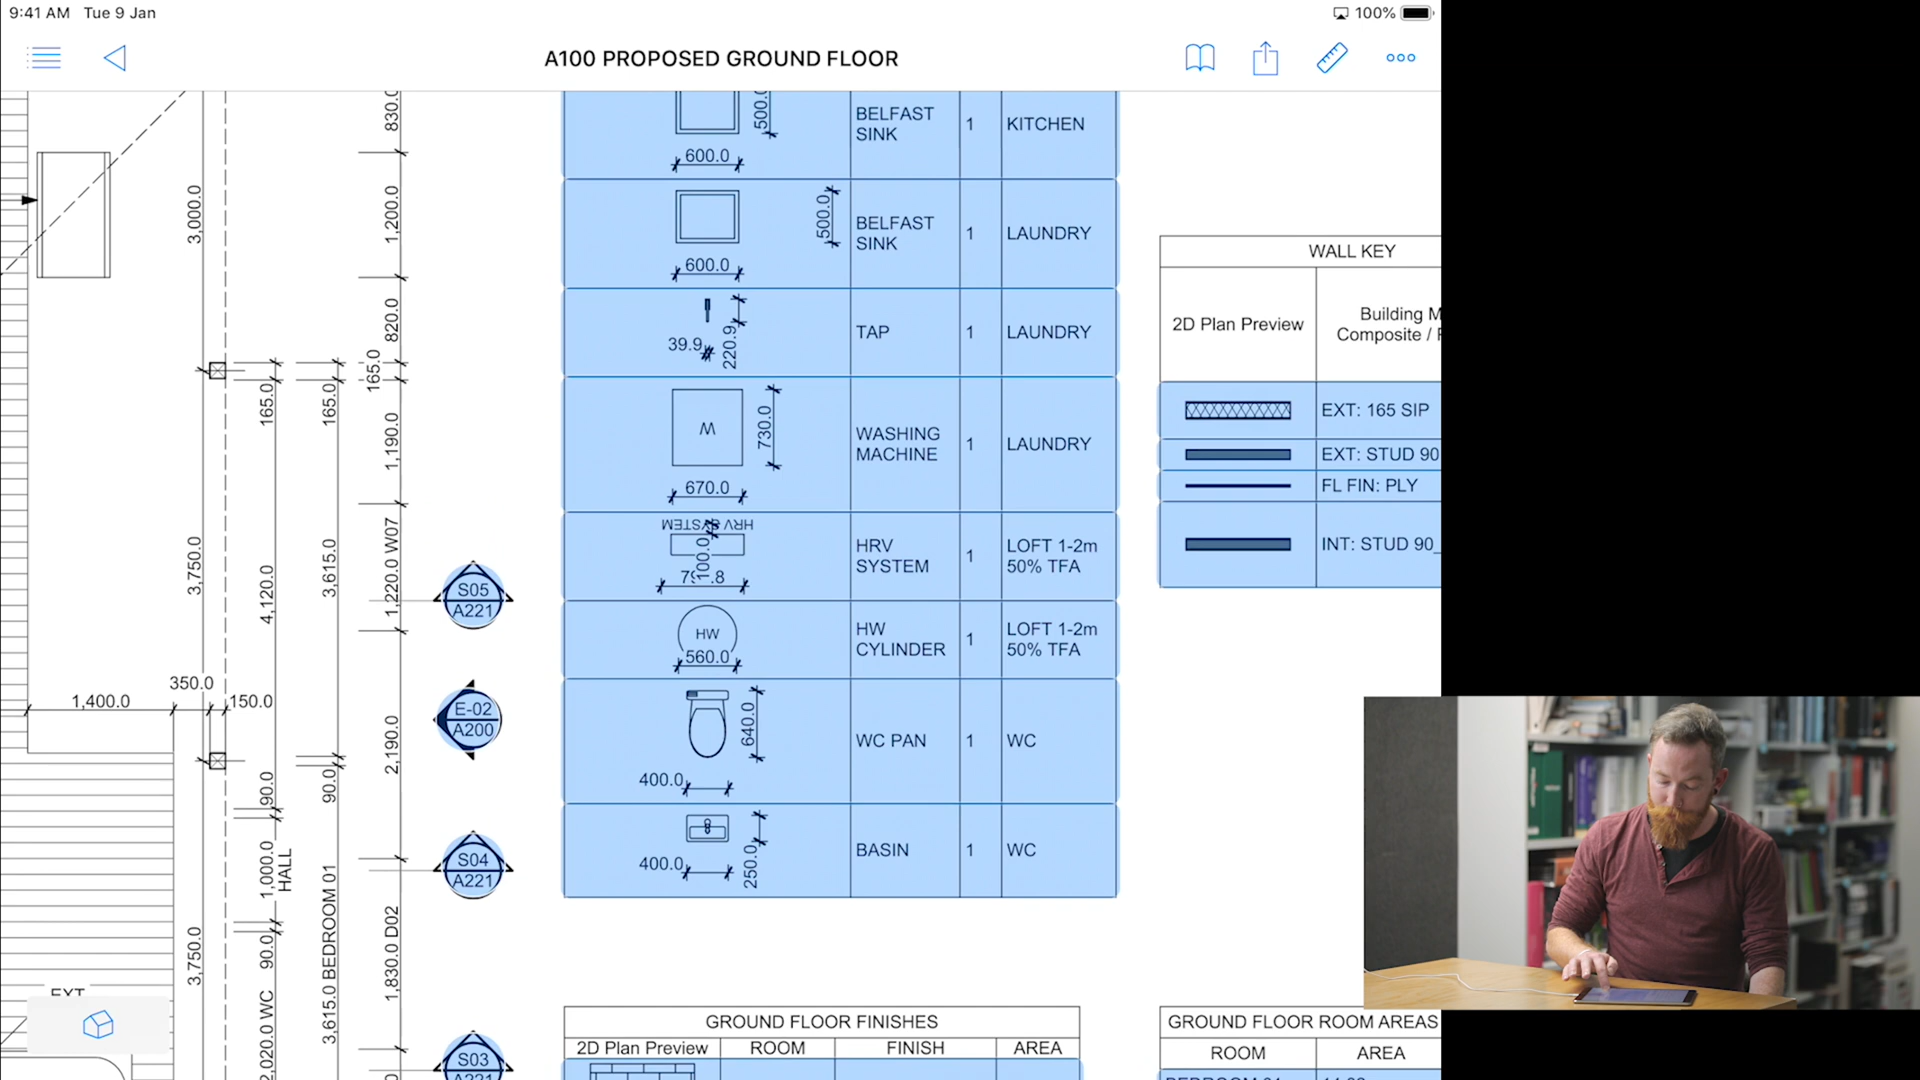 9:41 AM Tue 9 Jan
100%
A100 PROPOSED GROUND FLOOR
830.0
1,200.0
820.0
165.0
1,190.0
1,220.0 W07
2,190.0
1,830.0 D02
3,000.0
3,750.0
3,750.0
165.0
165.0
4,120.0
3,615.0
350.0
1,400.0
150.0
90.0
90.0
1,000.0
HALL
90.0
3,615.0 BEDROOM 01
2,020.0 WC
EXT
S05
A221
E-02
A200
S04
A221
S03
A221
500.0
600.0
BELFAST
SINK
1
KITCHEN
500.0
600.0
BELFAST
SINK
1
LAUNDRY
39.9
220.9
TAP
1
LAUNDRY
W
730.0
670.0
WASHING
MACHINE
1
LAUNDRY
HRV SYSTEM
100.0
HRV
SYSTEM
1
LOFT 1-2m
50% TFA
HW
560.0
HW
CYLINDER
1
LOFT 1-2m
50% TFA
640.0
400.0
WC PAN
1
WC
400.0
250.0
BASIN
1
WC
WALL KEY
2D Plan Preview
Building M
Composite / F
EXT: 165 SIP
EXT: STUD 90
FL FIN: PLY
INT: STUD 90_
GROUND FLOOR FINISHES
2D Plan Preview
ROOM
FINISH
AREA
GROUND FLOOR ROOM AREAS
ROOM
AREA